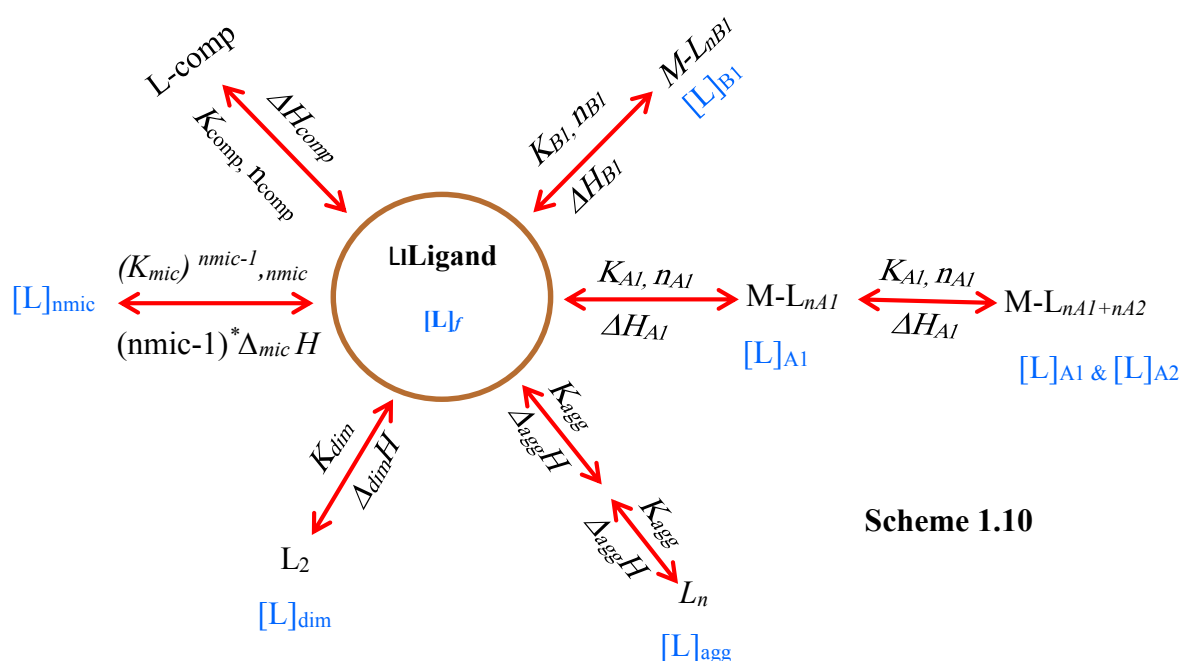 L-comp
ΔHcomp
Kcomp, ncomp
M-LnB1
[L]B1
KB1, nB1
ΔHB1
LILigand
[L]f
(Kmic) nmic-1,nmic
[L]nmic
(nmic-1)*Δmic H
KA1, nA1
ΔHA1
M-LnA1
[L]A1
KA1, nA1
ΔHA1
M-LnA1+nA2
[L]A1 & [L]A2
Kdim
ΔdimH
L2
[L]dim
Kagg
ΔaggH
Kagg
ΔaggH
Ln
[L]agg
Scheme 1.10